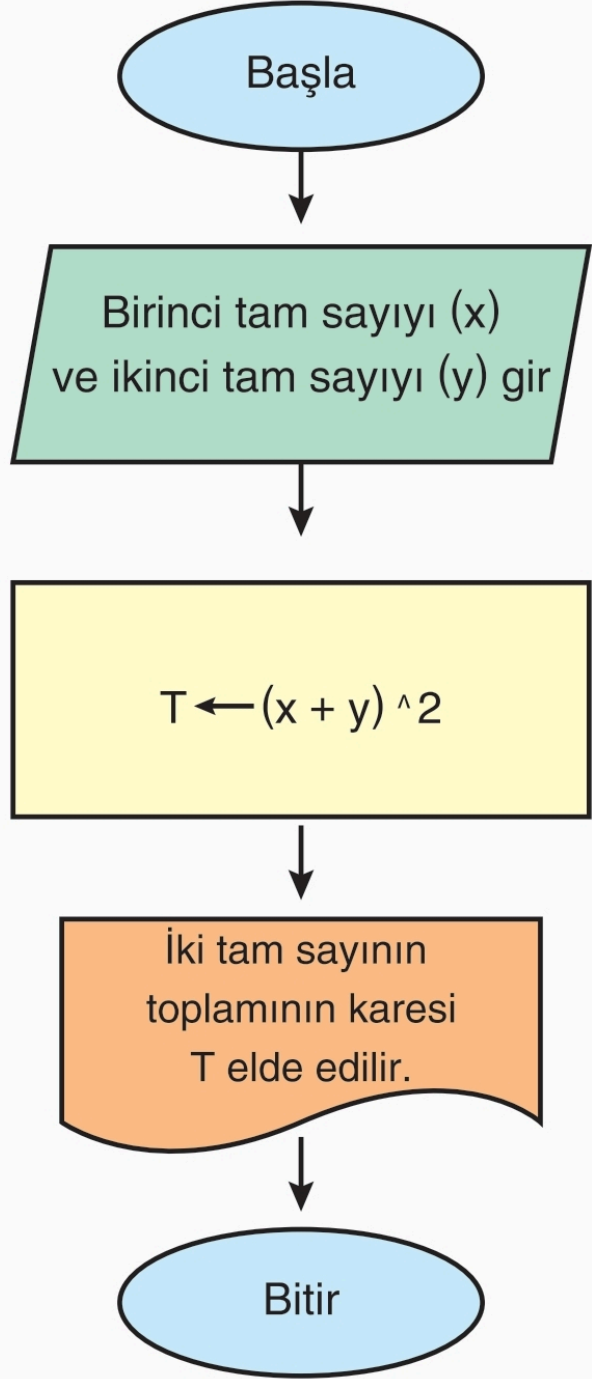 Başla
Birinci tam sayıyı (x)
ve ikinci tam sayıyı (y) gir
T ← (x + y) ^ 2
İki tam sayının
toplamının karesi
T elde edilir.
Bitir